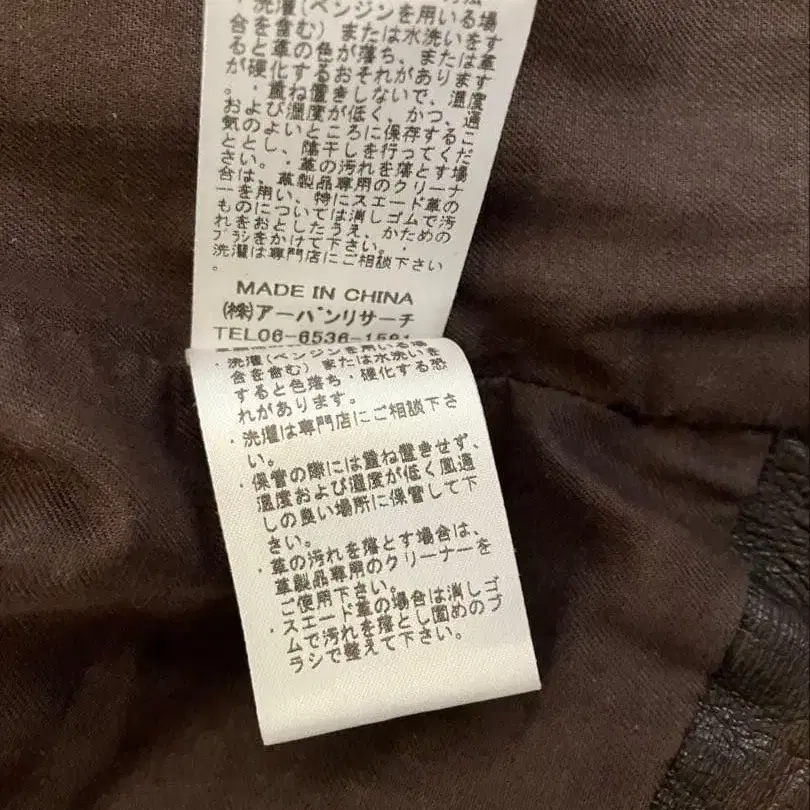 ・洗濯(ベンジンを用いる場
合を含む)または水洗いをす
ると革の色が落ち、または革
が硬化するおそれがあります
。・重ね置きしないで、温度
および湿度が低く、かつ、通
気のよいところに保存するこ
ととし、陰干しを行ってくだ
さい。・革の汚れを落とす場
合は、革製品専用のクリーナ
ーを用い、特にスエード革の
ものについては消しゴムで汚
れをおとしたうえ、かための
ブラシをかけて下さい。・
洗濯は専門店にご相談下さい
。
MADE IN CHINA
(株)アーバンリサーチ
TEL06-6536-1581
・洗濯(ベンジンを用いる場
合を含む)または水洗いを
すると色落ち・硬化する恐
れがあります。
・洗濯は専門店にご相談下さ
い。
・保管の際には重ね置きせず、
温度および湿度が低く風通
しの良い場所に保管して下
さい。
・革の汚れを落とす場合は、
革製品専用のクリーナーを
ご使用下さい。
・スエード革の場合は消しゴ
ムで汚れを落とし固めのブ
ラシで整えて下さい。